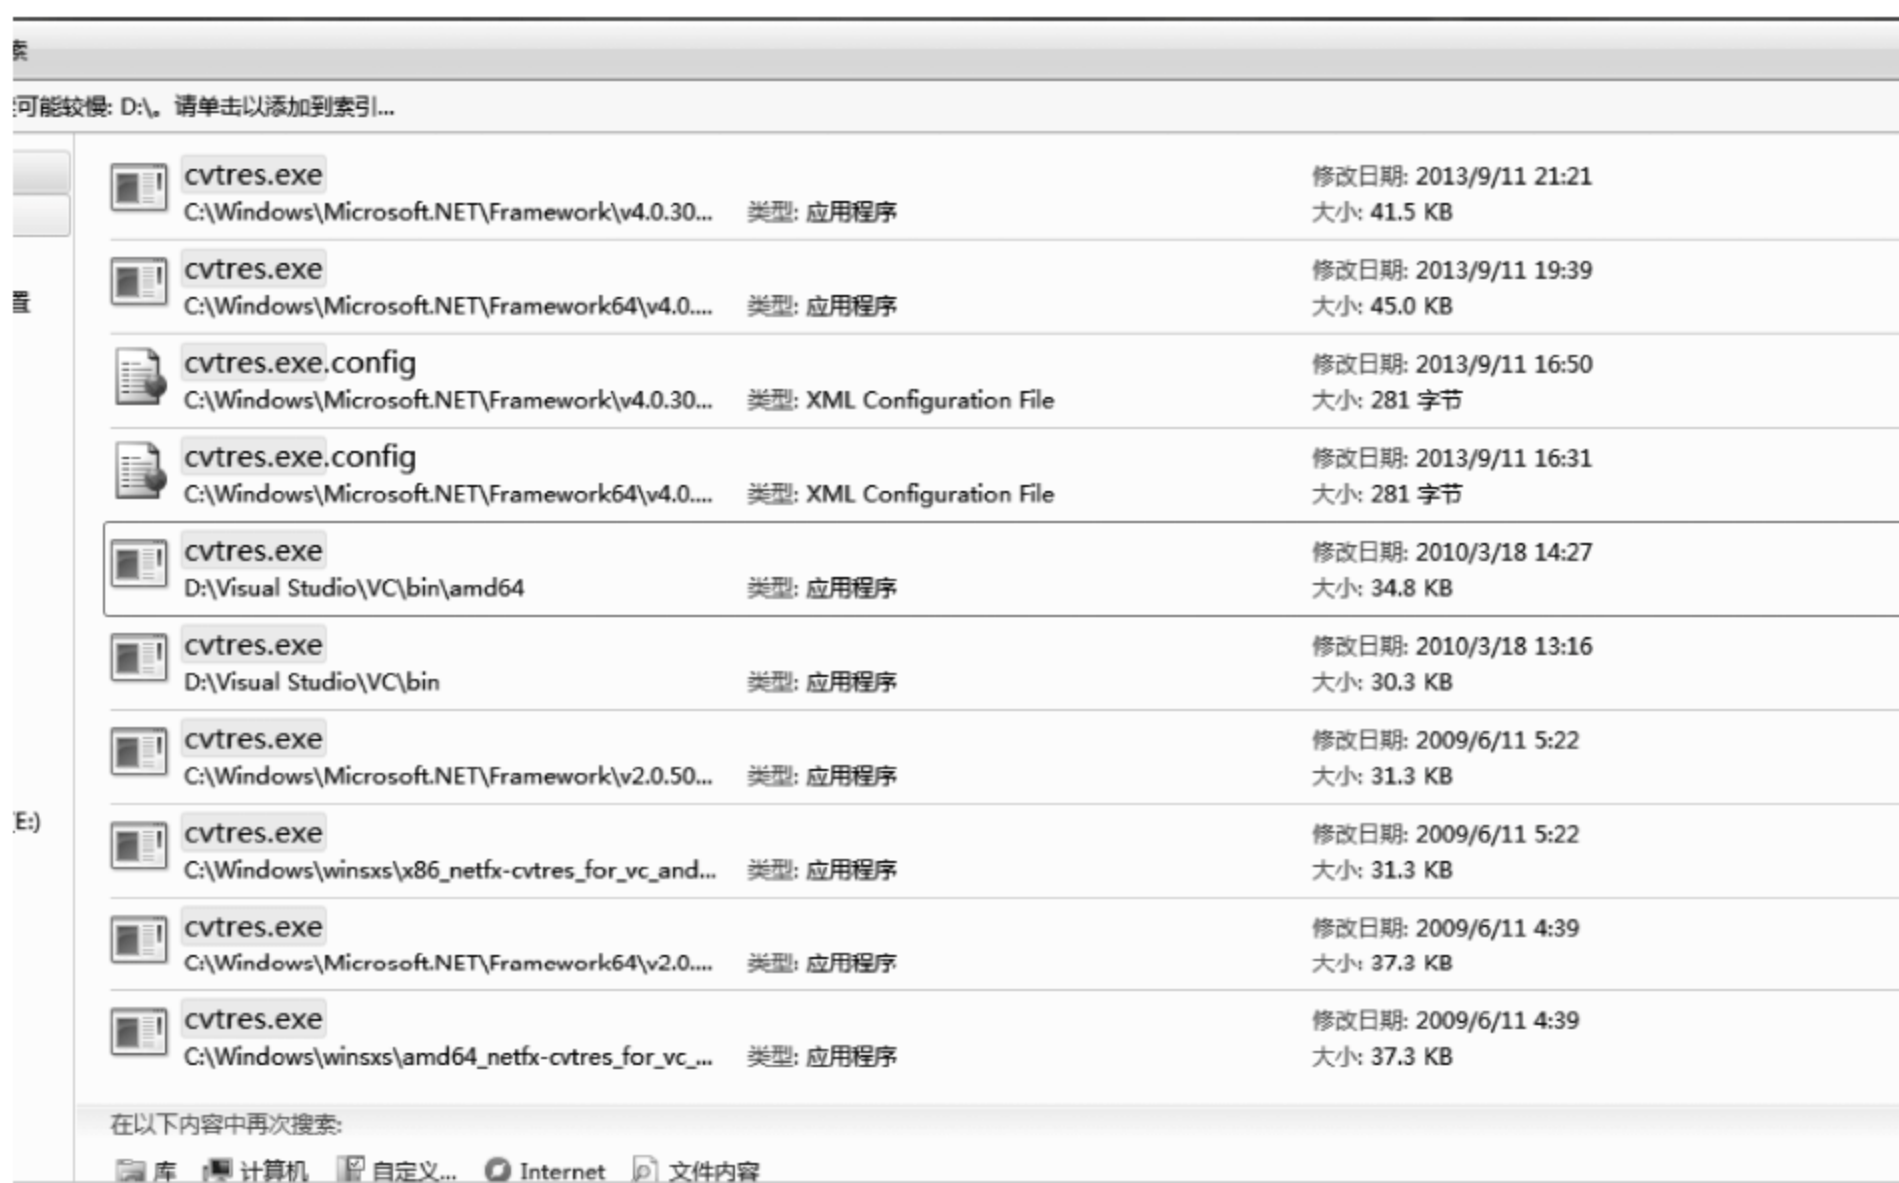 索
可能较慢: D:\。请单击以添加到索引...
cvtres.exe 修改日期: 2013/9/11 21:21
C:\Windows\Microsoft.NET\Framework\v4.0.30... 类型: 应用程序 大小: 41.5 KB
cvtres.exe 修改日期: 2013/9/11 19:39
C:\Windows\Microsoft.NET\Framework64\v4.0.... 类型: 应用程序 大小: 45.0 KB
置
cvtres.exe.config 修改日期: 2013/9/11 16:50
C:\Windows\Microsoft.NET\Framework\v4.0.30... 类型: XML Configuration File 大小: 281 字节
cvtres.exe.config 修改日期: 2013/9/11 16:31
C:\Windows\Microsoft.NET\Framework64\v4.0.... 类型: XML Configuration File 大小: 281 字节
cvtres.exe 修改日期: 2010/3/18 14:27
D:\Visual Studio\VC\bin\amd64 类型: 应用程序 大小: 34.8 KB
cvtres.exe 修改日期: 2010/3/18 13:16
D:\Visual Studio\VC\bin 类型: 应用程序 大小: 30.3 KB
cvtres.exe 修改日期: 2009/6/11 5:22
C:\Windows\Microsoft.NET\Framework\v2.0.50... 类型: 应用程序 大小: 31.3 KB
(E:)
cvtres.exe 修改日期: 2009/6/11 5:22
C:\Windows\winsxs\x86_netfx-cvtres_for_vc_and... 类型: 应用程序 大小: 31.3 KB
cvtres.exe 修改日期: 2009/6/11 4:39
C:\Windows\Microsoft.NET\Framework64\v2.0.... 类型: 应用程序 大小: 37.3 KB
cvtres.exe 修改日期: 2009/6/11 4:39
C:\Windows\winsxs\amd64_netfx-cvtres_for_vc_... 类型: 应用程序 大小: 37.3 KB
在以下内容中再次搜索:
库 计算机 自定义... Internet 文件内容